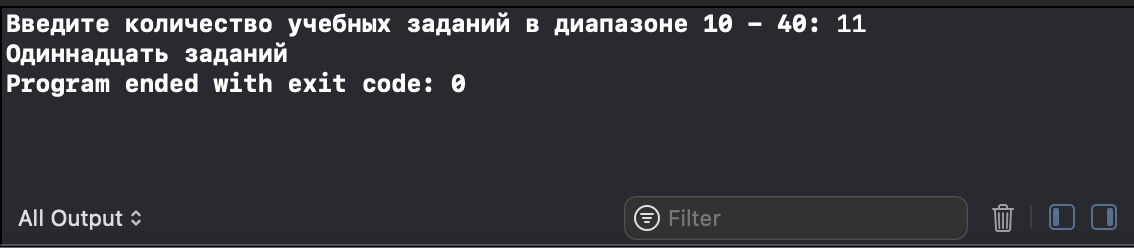 Введите количество учебных заданий в диапазоне 10 – 40: 11
Одиннадцать заданий
Program ended with exit code: 0
All Output
Filter